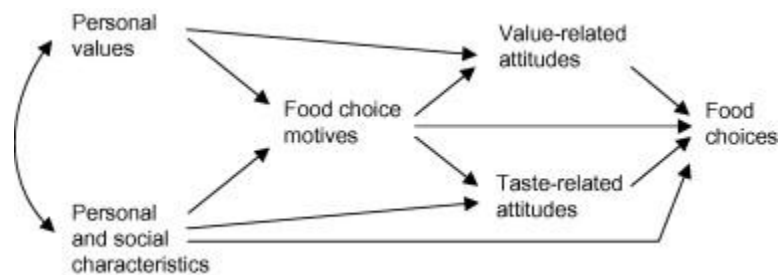 Personal
values
Value-related
attitudes
Food choice
motives
Food
choices
Taste-related
attitudes
Personal
and social
characteristics